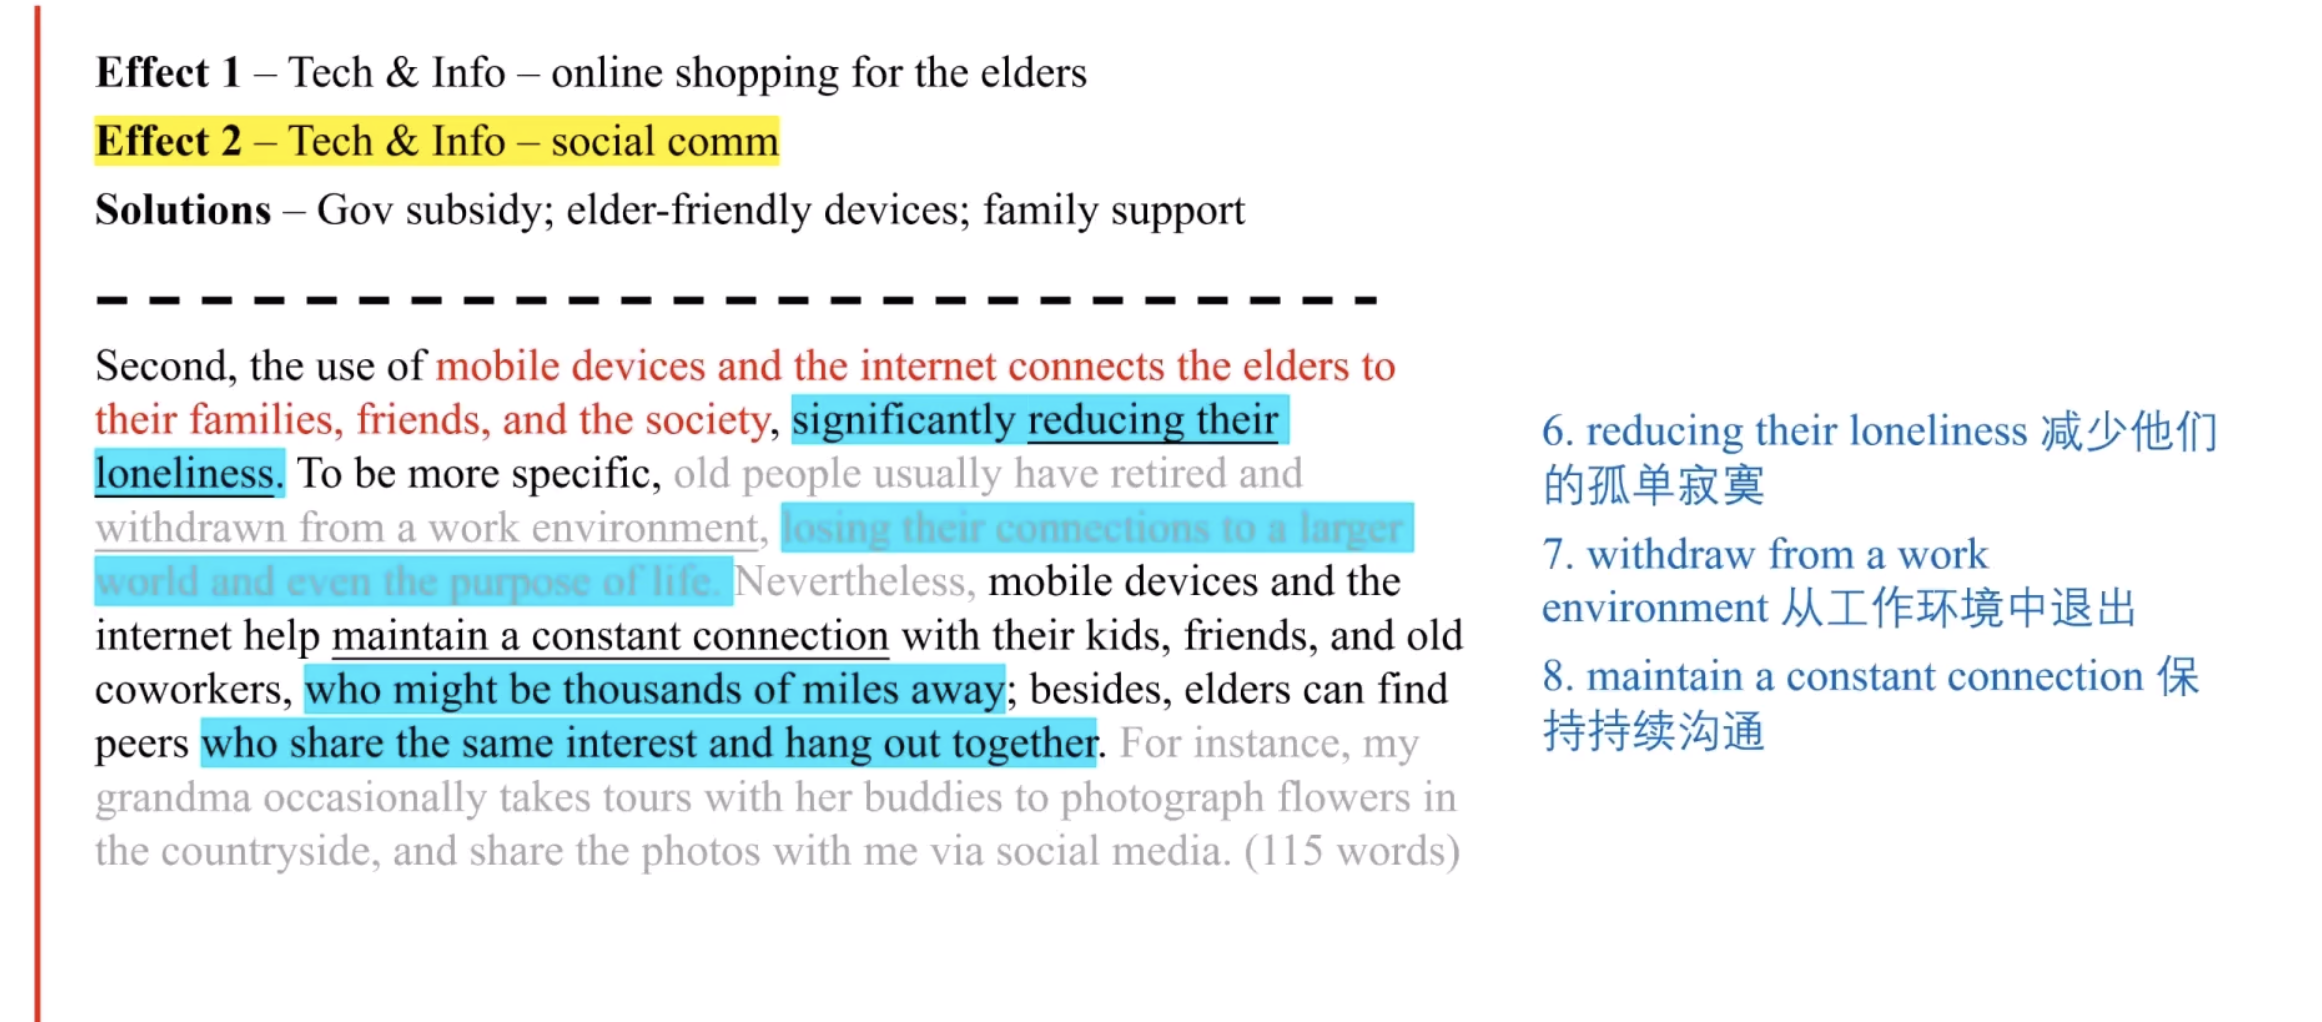 Effect 1 – Tech & Info – online shopping for the elders
Effect 2 – Tech & Info – social comm
Solutions – Gov subsidy; elder-friendly devices; family support
Second, the use of mobile devices and the internet connects the elders to
their families, friends, and the society, significantly reducing their
loneliness. To be more specific, old people usually have retired and
withdrawn from a work environment, losing their connections to a larger
world and even the purpose of life. Nevertheless, mobile devices and the
internet help maintain a constant connection with their kids, friends, and old
coworkers, who might be thousands of miles away; besides, elders can find
peers who share the same interest and hang out together. For instance, my
grandma occasionally takes tours with her buddies to photograph flowers in
the countryside, and share the photos with me via social media. (115 words)
6. reducing their loneliness 减少他们
的孤单寂寞
7. withdraw from a work
environment 从工作环境中退出
8. maintain a constant connection 保
持持续沟通